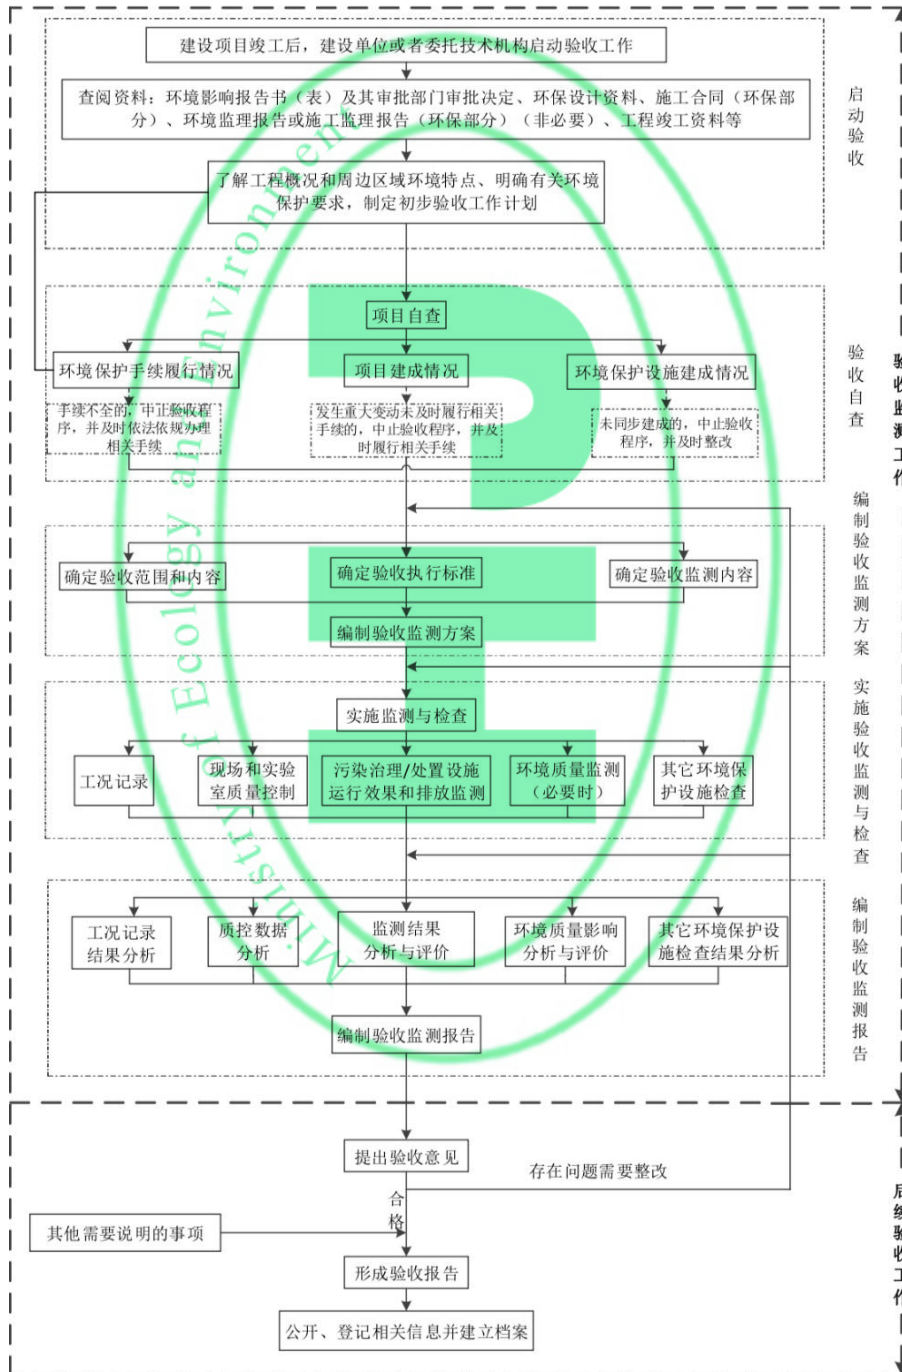 建设项目竣工后，建设单位或者委托技术机构启动验收工作
查阅资料：环境影响报告书（表）及其审批部门审批决定、环保设计资料、施工合同（环保部
分）、环境监理报告或施工监理报告（环保部分）（非必要）、工程竣工资料等
了解工程概况和周边区域环境特点、明确有关环境
保护要求，制定初步验收工作计划
启动验收
项目自查
环境保护手续履行情况
项目建成情况
环境保护设施建成情况
手续不全的，中止验收程
序，并及时依法依规办理
相关手续
发生重大变动未及时履行相关
手续的，中止验收程序，并及
时履行相关手续
未同步建成的，中止验收
程序，并及时整改
验收自查
验收监测工作
确定验收范围和内容
确定验收执行标准
确定验收监测内容
编制验收监测方案
编制验收监测方案
实施监测与检查
工况记录
现场和实验
室质量控制
污染治理/处置设施
运行效果和排放监测
环境质量监测
（必要时）
其它环境保
护设施检查
实施验收监测与检查
工况记录
结果分析
质控数据
分析
监测结果
分析与评价
环境质量影响
分析与评价
其它环境保护设
施检查结果分析
编制验收监测报告
编制验收监测报告
提出验收意见
存在问题需要整改
合格
其他需要说明的事项
形成验收报告
公开、登记相关信息并建立档案
后续验收工作
Ministry of Ecology and Environment